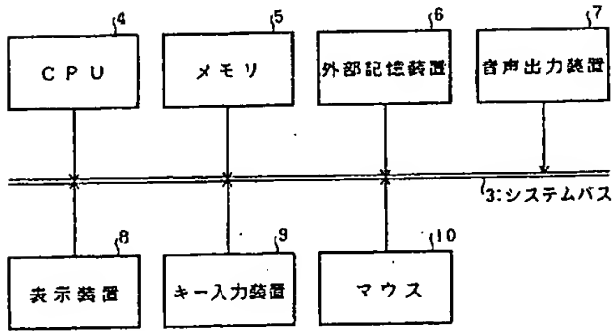 4
CPU
5
メモリ
6
外部記憶装置
7
音声出力装置
3:システムバス
8
表示装置
9
キー入力装置
10
マウス